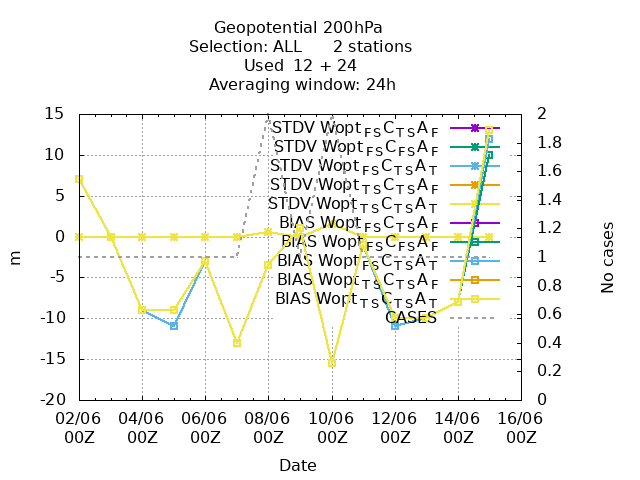 Geopotential 200hPa
Selection: ALL 2 stations
Used 12 + 24
Averaging window: 24h
15
10
5
0
-5
-10
-15
-20
m
2
1.8
1.6
1.4
1.2
1
0.8
0.6
0.4
0.2
0
No cases
STDV Wopt FS C TS A F
STDV Wopt FS C FS A F
STDV Wopt FS C TS A T
STDV Wopt TS C TS A F
STDV Wopt TS C TS A T
BIAS Wopt FS C TS A F
BIAS Wopt FS C FS A F
BIAS Wopt FS C TS A T
BIAS Wopt TS C TS A F
BIAS Wopt TS C TS A T
CASES
02/06 04/06 06/06 08/06 10/06 12/06 14/06 16/06
00Z 00Z 00Z 00Z 00Z 00Z 00Z 00Z
Date